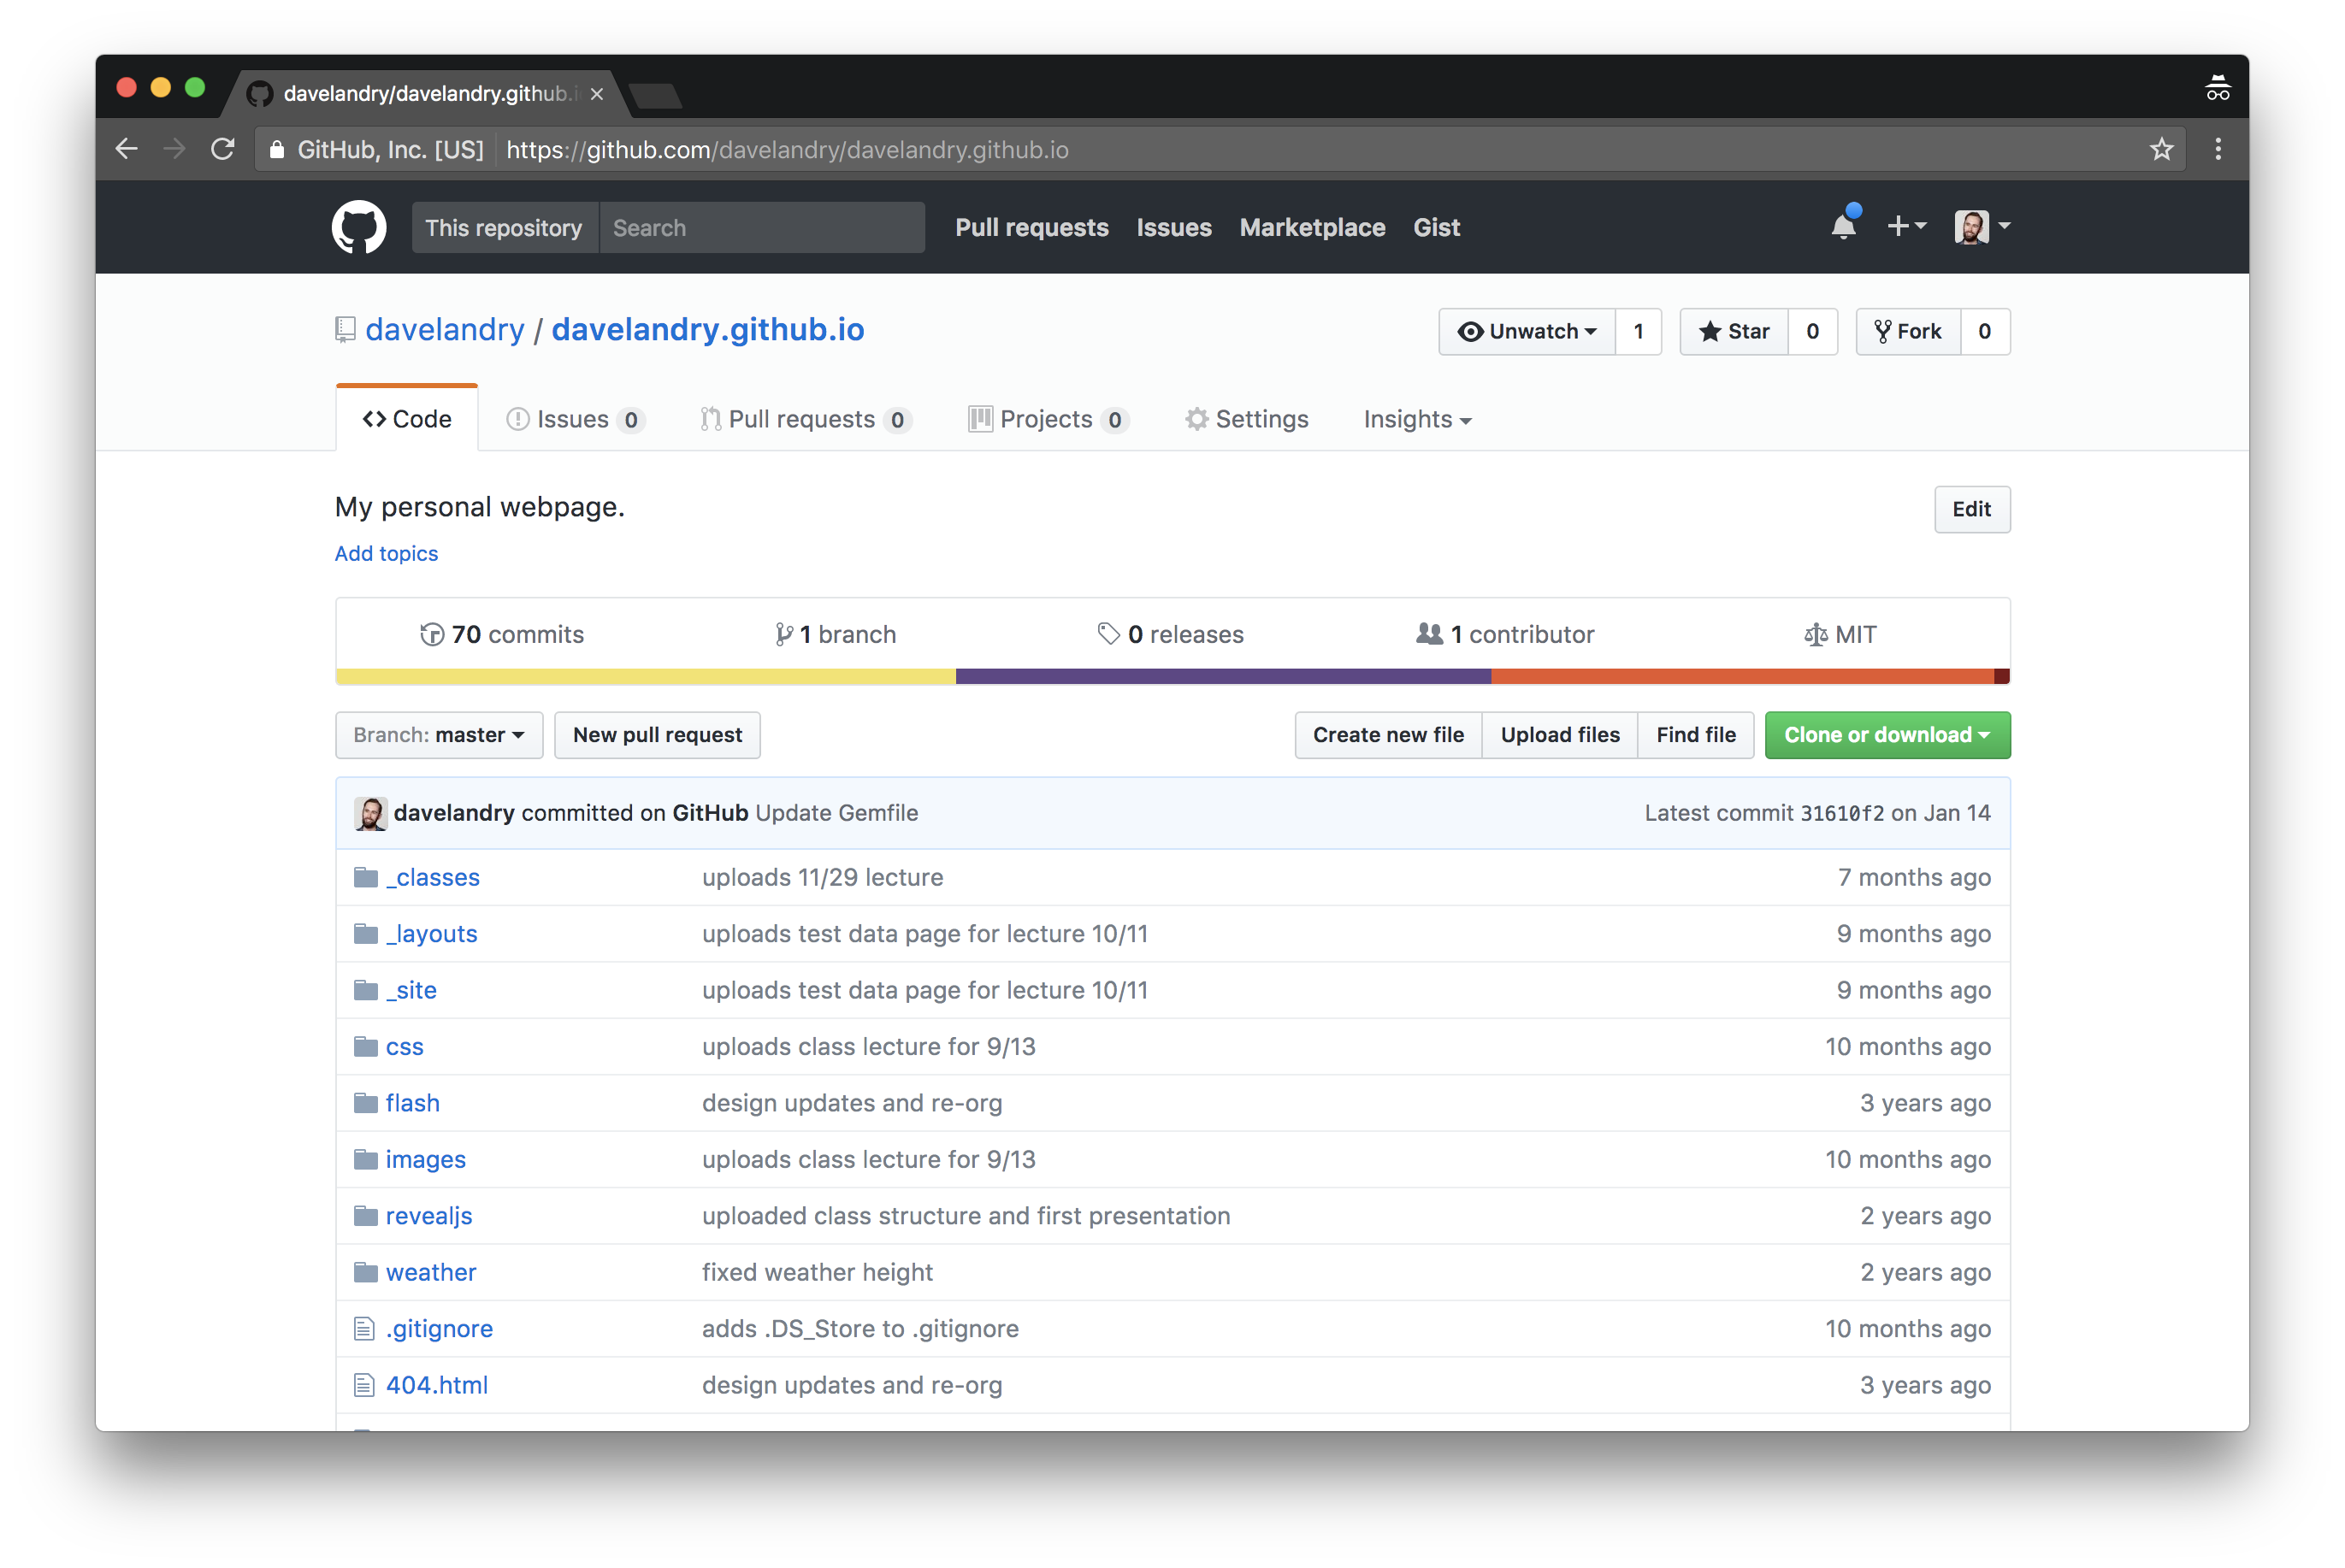 davelandry/davelandry.github.i
GitHub, Inc. [US] https://github.com/davelandry/davelandry.github.io
This repository Search Pull requests Issues Marketplace Gist
davelandry / davelandry.github.io Unwatch 1 Star 0 Fork 0
Code Issues 0 Pull requests 0 Projects 0 Settings Insights
My personal webpage. Edit
Add topics
70 commits 1 branch 0 releases 1 contributor MIT
Branch: master New pull request Create new file Upload files Find file Clone or download
davelandry committed on GitHub Update Gemfile Latest commit 31610f2 on Jan 14
_classes uploads 11/29 lecture 7 months ago
_layouts uploads test data page for lecture 10/11 9 months ago
_site uploads test data page for lecture 10/11 9 months ago
css uploads class lecture for 9/13 10 months ago
flash design updates and re-org 3 years ago
images uploads class lecture for 9/13 10 months ago
revealjs uploaded class structure and first presentation 2 years ago
weather fixed weather height 2 years ago
.gitignore adds .DS_Store to .gitignore 10 months ago
404.html design updates and re-org 3 years ago